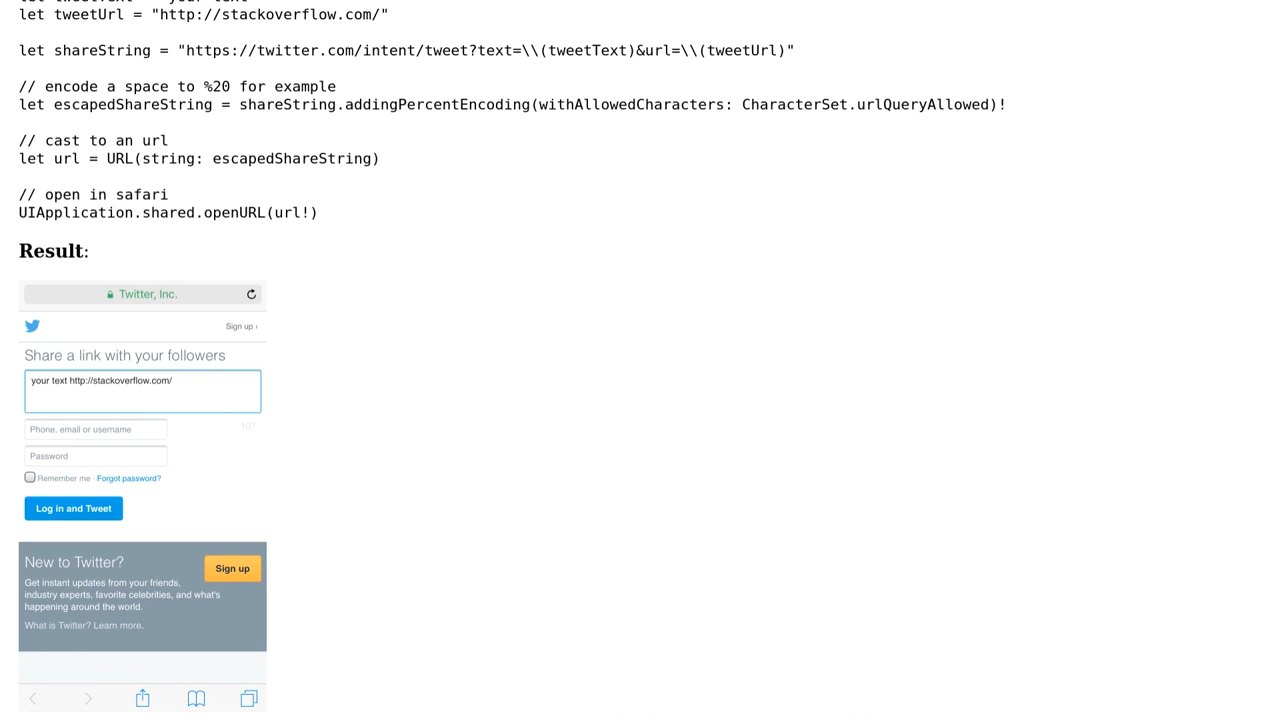 let tweetUrl = "http://stackoverflow.com/"
let shareString = "https://twitter.com/intent/tweet?text=\\(tweetText)&url=\\(tweetUrl)"
// encode a space to %20 for example
let escapedShareString = shareString.addingPercentEncoding(withAllowedCharacters: CharacterSet.urlQueryAllowed)!
// cast to an url
let url = URL(string: escapedShareString)
// open in safari
UIApplication.shared.openURL(url!)
Result:
Twitter, Inc.
Sign up ›
Share a link with your followers
your text http://stackoverflow.com/
Phone, email or username
107
Password
Remember me · Forgot password?
Log in and Tweet
New to Twitter?
Sign up
Get instant updates from your friends,
industry experts, favorite celebrities, and what's
happening around the world.
What is Twitter? Learn more.